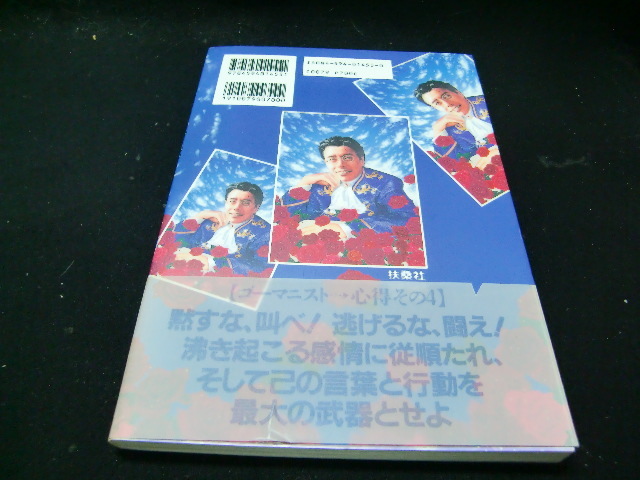 扶桑社
【ゴーマニスト・心得その4】
黙すな、叫べ! 逃げるな、闘え!
沸き起こる感情に従順たれ、
そして己の言葉と行動を
最大の武器とせよ